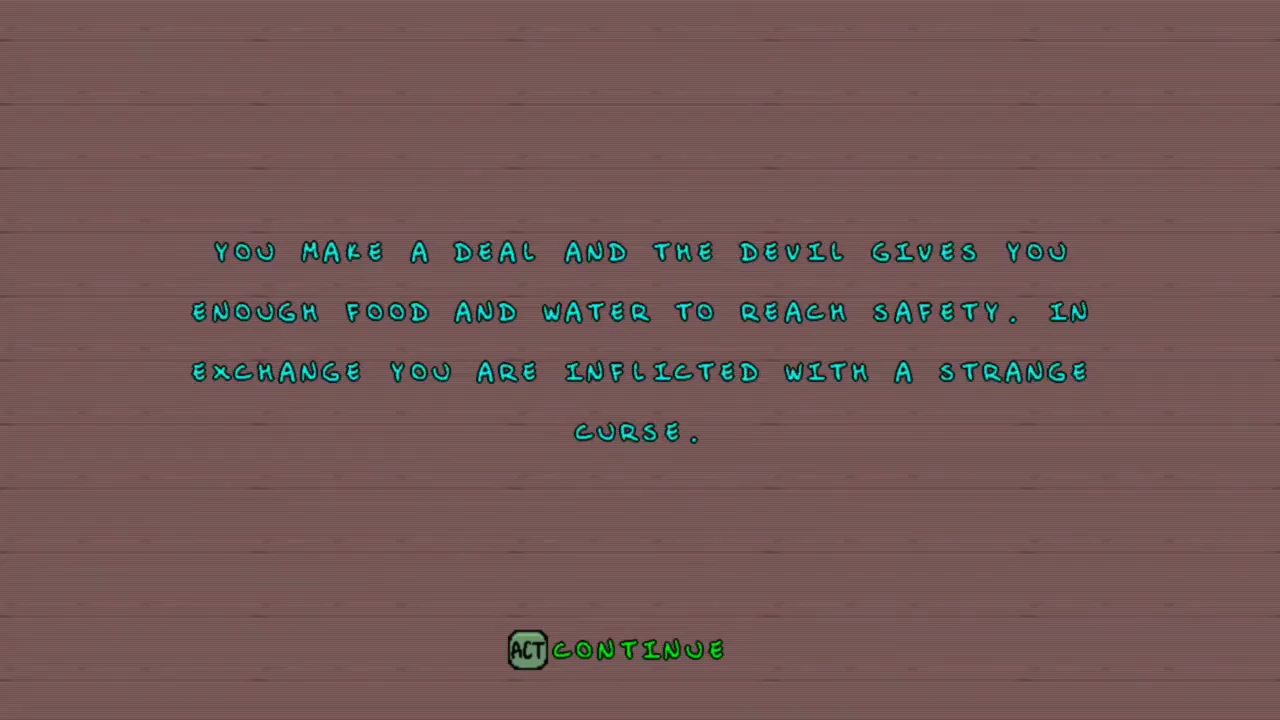 YOU MAKE A DEAL AND THE DEVIL GIVES YOU
ENOUGH FOOD AND WATER TO REACH SAFETY. IN
EXCHANGE YOU ARE INFLICTED WITH A STRANGE
CURSE.
ACT CONTINUE